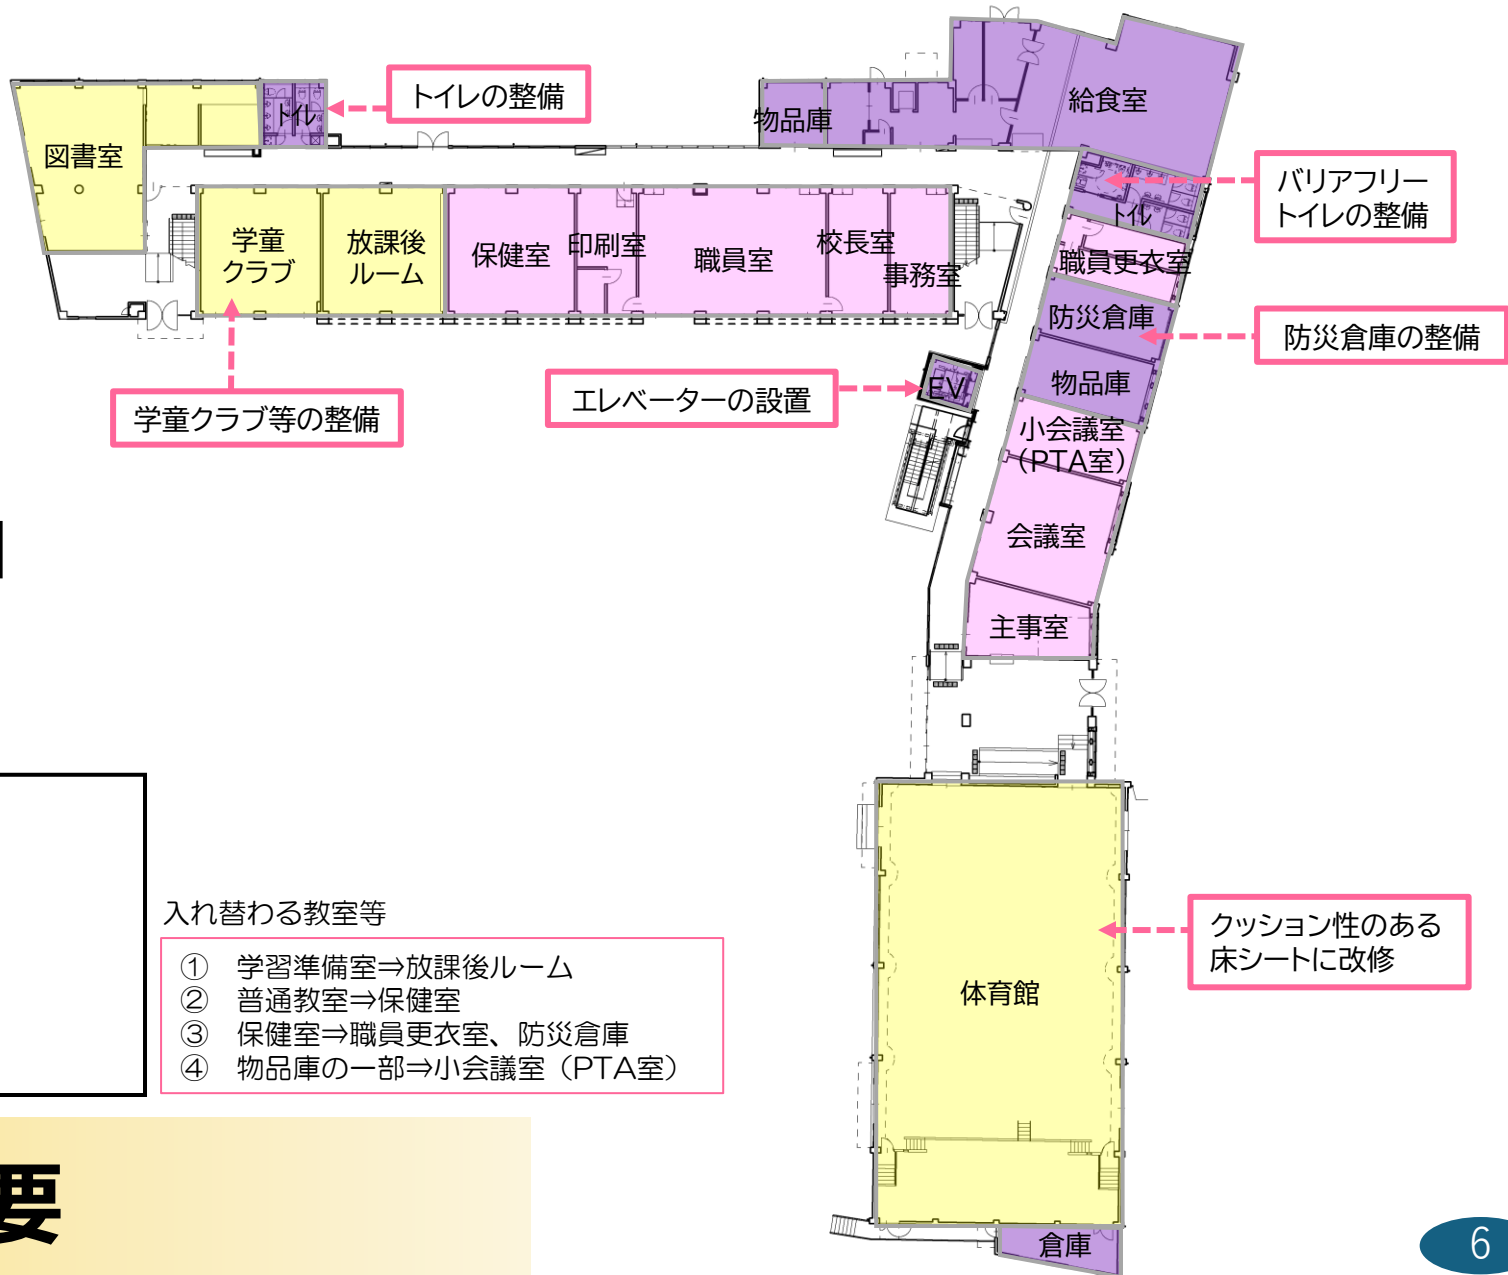 トイレの整備
トイレ
図書室
物品庫
給食室
バリアフリー
トイレの整備
トイレ
学童
クラブ
放課後
ルーム
保健室
印刷室
職員室
校長室
事務室
職員更衣室
防災倉庫
防災倉庫の整備
物品庫
EV
エレベーターの設置
学童クラブ等の整備
小会議室
(PTA室)
会議室
主事室
入れ替わる教室等
① 学習準備室⇒放課後ルーム
② 普通教室⇒保健室
③ 保健室⇒職員更衣室、防災倉庫
④ 物品庫の一部⇒小会議室（PTA室）
クッション性のある
床シートに改修
体育館
倉庫
要
6